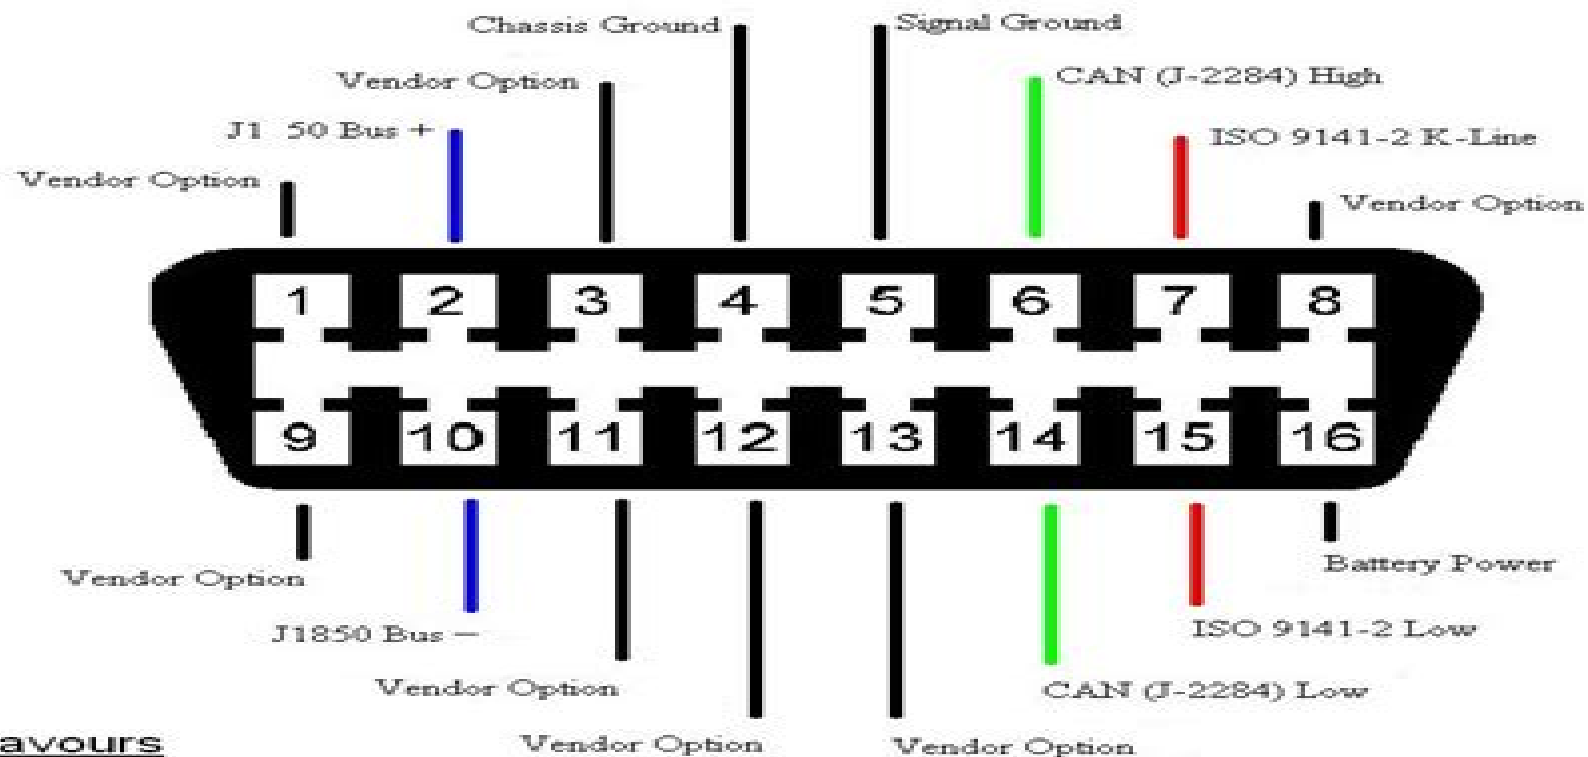 Chassis Ground
Signal Ground
Vendor Option
CAN (J-2284) High
J1 50 Bus +
ISO 9141-2 K-Line
Vendor Option
Vendor Option
1 2 3 4 5 6 7 8
9 10 11 12 13 14 15 16
Vendor Option
Battery Power
J1850 Bus –
ISO 9141-2 Low
Vendor Option
CAN (J-2284) Low
avours
Vendor Option
Vendor Option